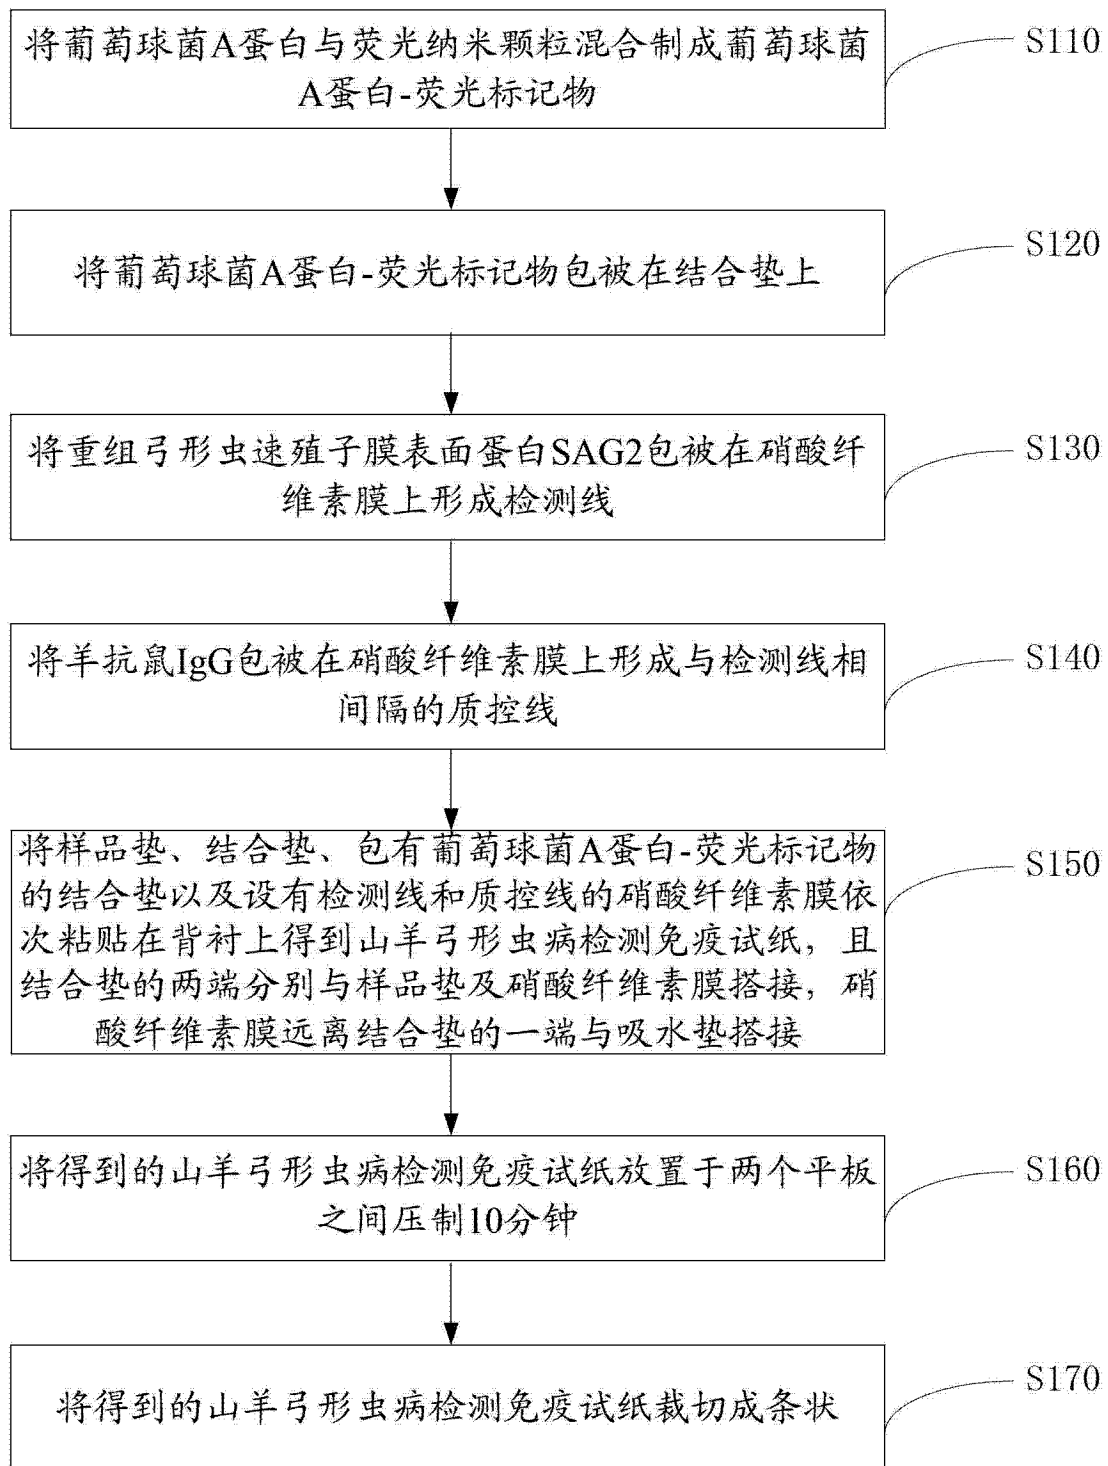 将葡萄球菌A蛋白与荧光纳米颗粒混合制成葡萄球菌
A蛋白-荧光标记物
S110
将葡萄球菌A蛋白-荧光标记物包被在结合垫上
S120
将重组弓形虫速殖子膜表面蛋白SAG2包被在硝酸纤
维素膜上形成检测线
S130
将羊抗鼠IgG包被在硝酸纤维素膜上形成与检测线相
间隔的质控线
S140
将样品垫、结合垫、包有葡萄球菌A蛋白-荧光标记物
的结合垫以及设有检测线和质控线的硝酸纤维素膜依
次粘贴在背衬上得到山羊弓形虫病检测免疫试纸，且
结合垫的两端分别与样品垫及硝酸纤维素膜搭接，硝
酸纤维素膜远离结合垫的一端与吸水垫搭接
S150
将得到的山羊弓形虫病检测免疫试纸放置于两个平板
之间压制10分钟
S160
将得到的山羊弓形虫病检测免疫试纸裁切成条状
S170